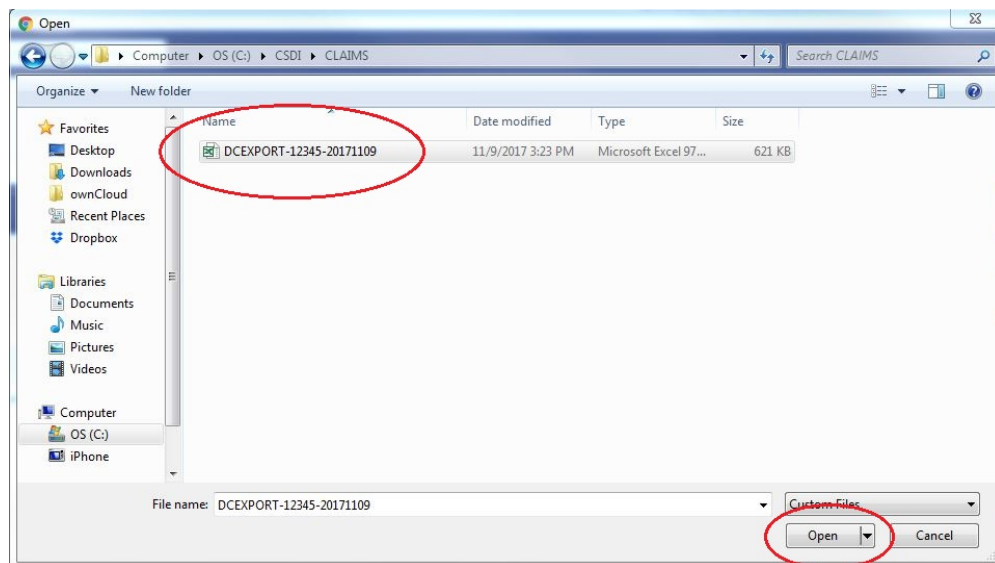 Open
Computer ▸ OS (C:) ▸ CSDI ▸ CLAIMS
Search CLAIMS
Organize
New folder
Name
Date modified
Type
Size
DCEXPORT-12345-20171109
11/9/2017 3:23 PM
Microsoft Excel 97...
621 KB
Favorites
Desktop
Downloads
ownCloud
Recent Places
Dropbox
Libraries
Documents
Music
Pictures
Videos
Computer
OS (C:)
iPhone
File name: DCEXPORT-12345-20171109
Custom Files
Open
Cancel